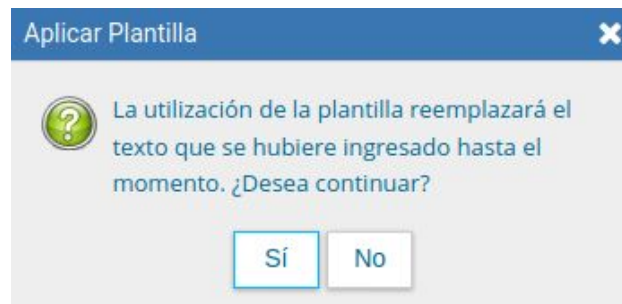 Aplicar Plantilla
La utilización de la plantilla reemplazará el
texto que se hubiere ingresado hasta el
momento. ¿Desea continuar?
Sí No